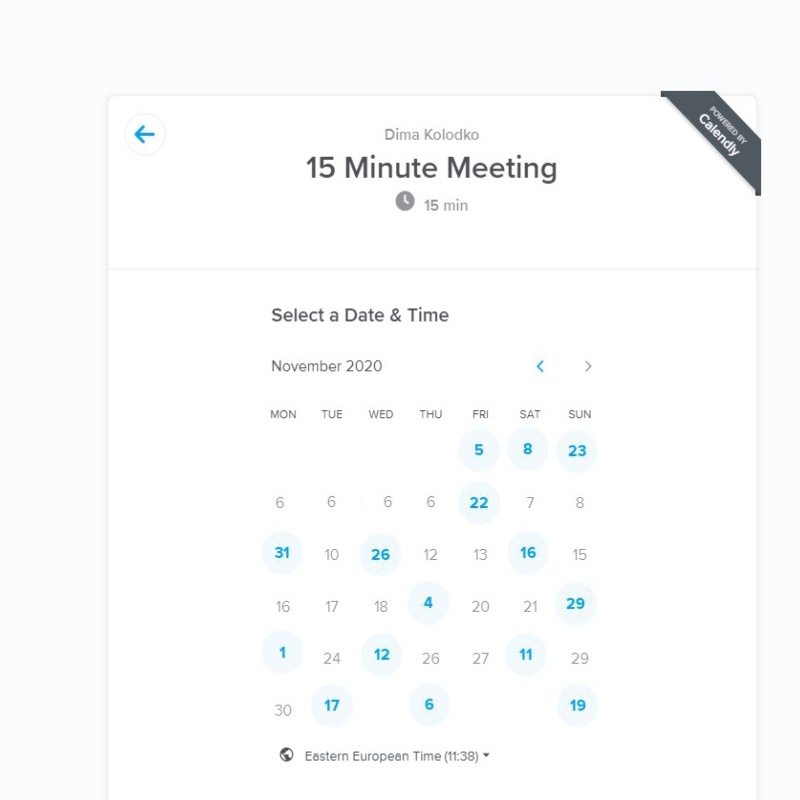 POWERED BY
Calendly
Dima Kolodko
15 Minute Meeting
15 min
Select a Date & Time
November 2020
MON TUE WED THU FRI SAT SUN
5 8 23
6 6 6 6 22 7 8
31 10 26 12 13 16 15
16 17 18 4 20 21 29
1 24 12 26 27 11 29
30 17 6 19
Eastern European Time (11:38)